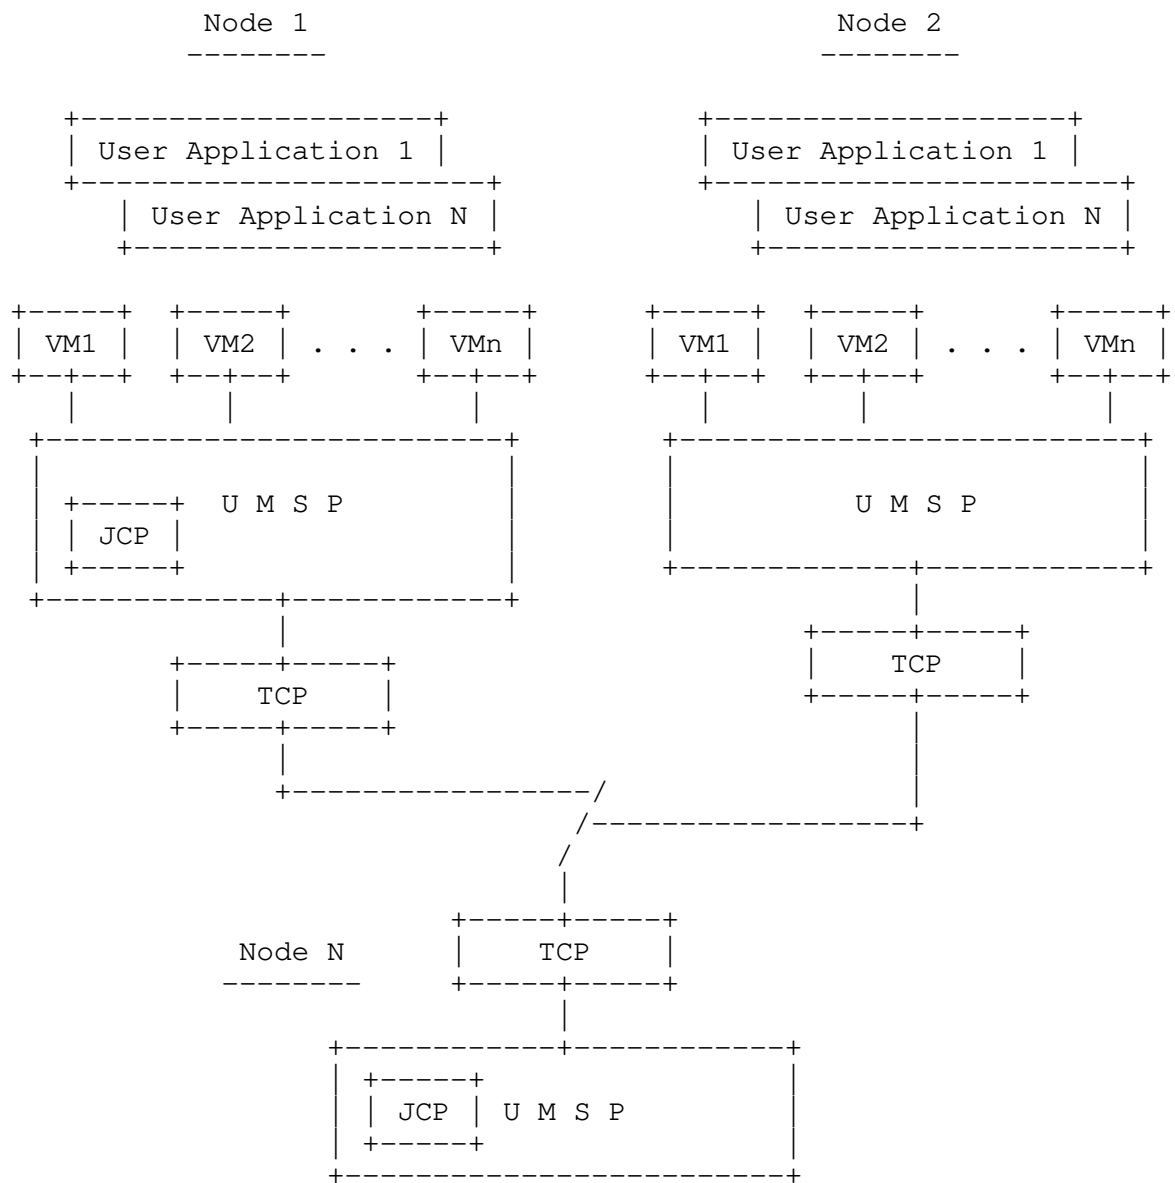 Node 1 Node 2
User Application 1 User Application 1
User Application N User Application N
VM1 VM2 . . . VMn VM1 VM2 . . . VMn
U M S P U M S P
JCP
TCP
TCP
Node N TCP
JCP U M S P